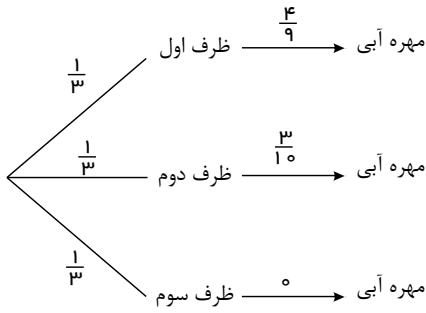 ۱/۳ ظرف اول ۴/۹ مهره آبی
۱/۳ ظرف دوم ۳/۱۰ مهره آبی
۱/۳ ظرف سوم ۰ مهره آبی